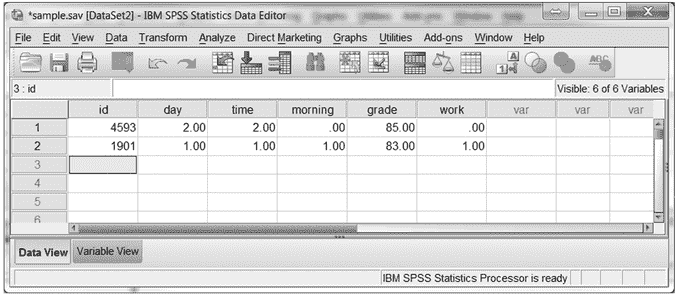 *sample.sav [DataSet2] - IBM SPSS Statistics Data Editor
File Edit View Data Transform Analyze Direct Marketing Graphs Utilities Add-ons Window Help
3 : id
Visible: 6 of 6 Variables
id day time morning grade work var var var
1 4593 2.00 2.00 .00 85.00 .00
2 1901 1.00 1.00 1.00 83.00 1.00
3
4
5
6
Data View Variable View
IBM SPSS Statistics Processor is ready